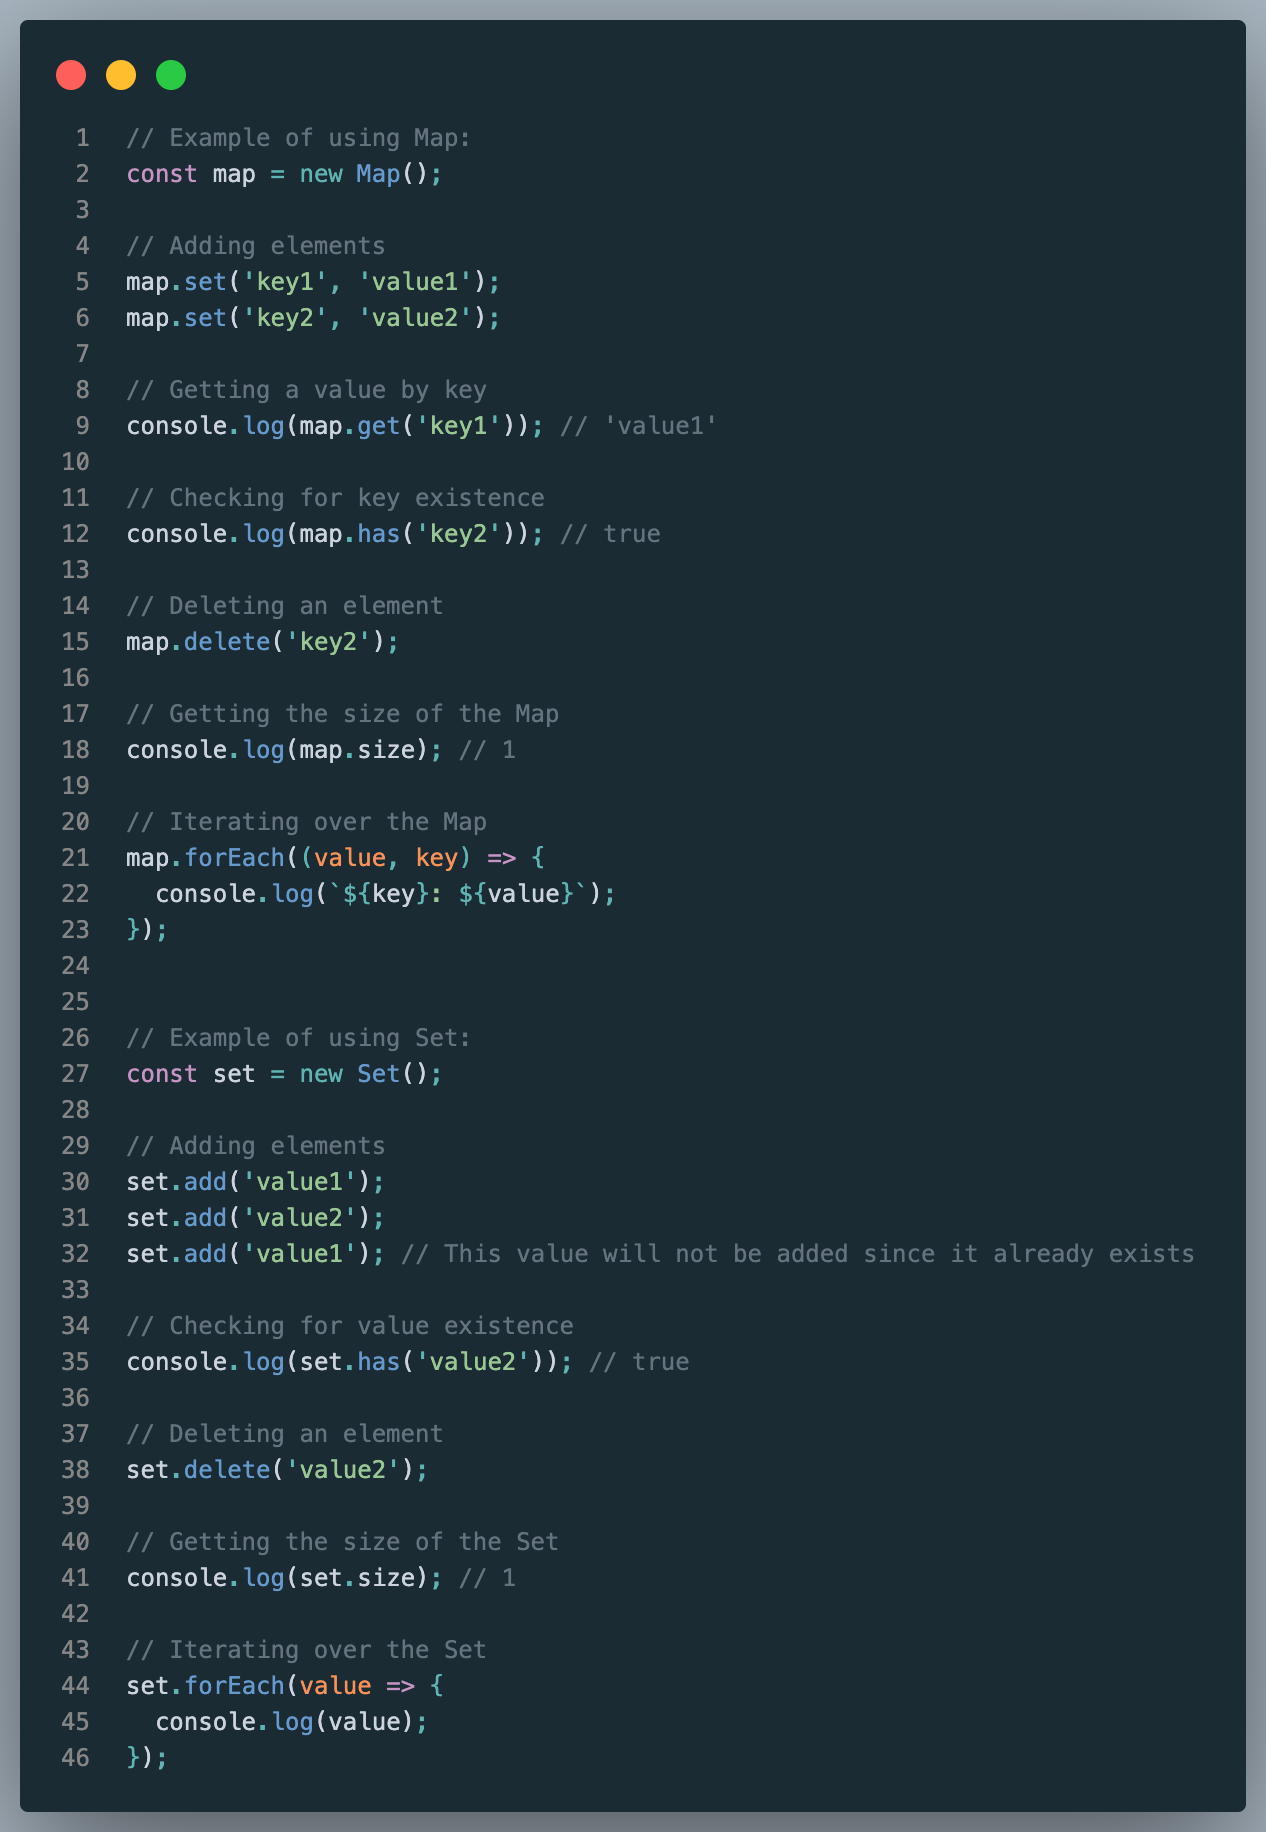 1 // Example of using Map:
2 const map = new Map();
3
4 // Adding elements
5 map.set('key1', 'value1');
6 map.set('key2', 'value2');
7
8 // Getting a value by key
9 console.log(map.get('key1')); // 'value1'
10
11 // Checking for key existence
12 console.log(map.has('key2')); // true
13
14 // Deleting an element
15 map.delete('key2');
16
17 // Getting the size of the Map
18 console.log(map.size); // 1
19
20 // Iterating over the Map
21 map.forEach((value, key) => {
22   console.log(`${key}: ${value}`);
23 });
24
25
26 // Example of using Set:
27 const set = new Set();
28
29 // Adding elements
30 set.add('value1');
31 set.add('value2');
32 set.add('value1'); // This value will not be added since it already exists
33
34 // Checking for value existence
35 console.log(set.has('value2')); // true
36
37 // Deleting an element
38 set.delete('value2');
39
40 // Getting the size of the Set
41 console.log(set.size); // 1
42
43 // Iterating over the Set
44 set.forEach(value => {
45   console.log(value);
46 });